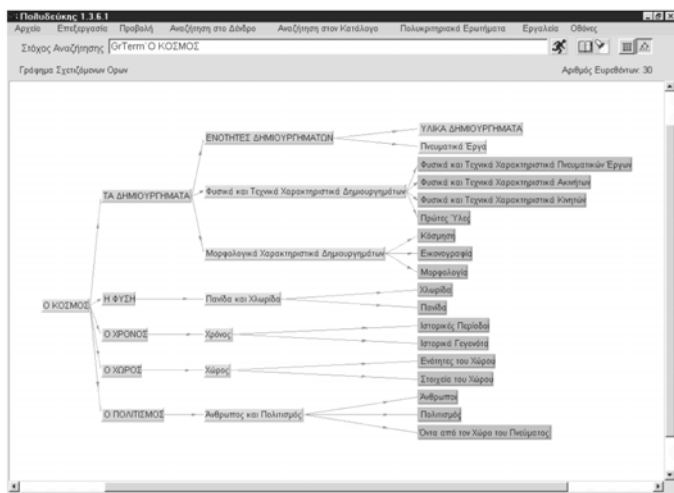 Πολυδεύκης 1.3.6.1
Αρχείο Επεξεργασία Προβολή Αναζήτηση στο Δένδρο Αναζήτηση στον Κατάλογο Πολυκριτηριακά Ερωτήματα Εργαλεία Οθόνες
Στόχος Αναζήτησης GrTerm`Ο ΚΟΣΜΟΣ
Γράφημα Σχετιζόμενων Ορων Αριθμός Ευρεθέντων: 30
ΕΝΟΤΗΤΕΣ ΔΗΜΙΟΥΡΓΗΜΑΤΩΝ
ΥΛΙΚΑ ΔΗΜΙΟΥΡΓΗΜΑΤΑ
Πνευματικά Έργα
ΤΑ ΔΗΜΙΟΥΡΓΗΜΑΤΑ
Φυσικά και Τεχνικά Χαρακτηριστικά Δημιουργημάτων
Φυσικά και Τεχνικά Χαρακτηριστικά Πνευματικών Έργων
Φυσικά και Τεχνικά Χαρακτηριστικά Ακινήτων
Φυσικά και Τεχνικά Χαρακτηριστικά Κινητών
Πρώτες Ύλες
Μορφολογικά Χαρακτηριστικά Δημιουργημάτων
Κόσμηση
Εικονογραφία
Μορφολογία
Ο ΚΟΣΜΟΣ
Η ΦΥΣΗ
Πανίδα και Χλωρίδα
Χλωρίδα
Πανίδα
Ο ΧΡΟΝΟΣ
Χρόνος
Ιστορικές Περίοδοι
Ιστορικά Γεγονότα
Ο ΧΩΡΟΣ
Χώρος
Ενότητες του Χώρου
Στοιχεία του Χώρου
Ο ΠΟΛΙΤΙΣΜΟΣ
Άνθρωπος και Πολιτισμός
Άνθρωποι
Πολιτισμός
Όντα από τον Χώρο του Πνεύματος